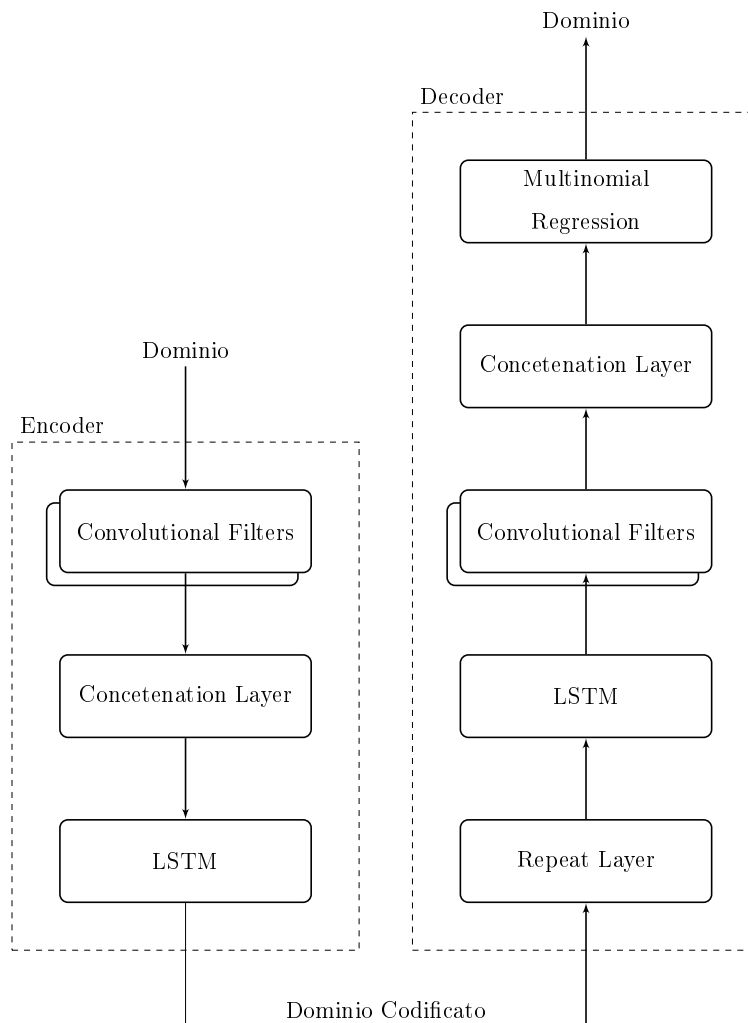 Dominio
Encoder
Convolutional Filters
Concetenation Layer
LSTM
Dominio Codificato
Dominio
Decoder
Multinomial
Regression
Concetenation Layer
Convolutional Filters
LSTM
Repeat Layer